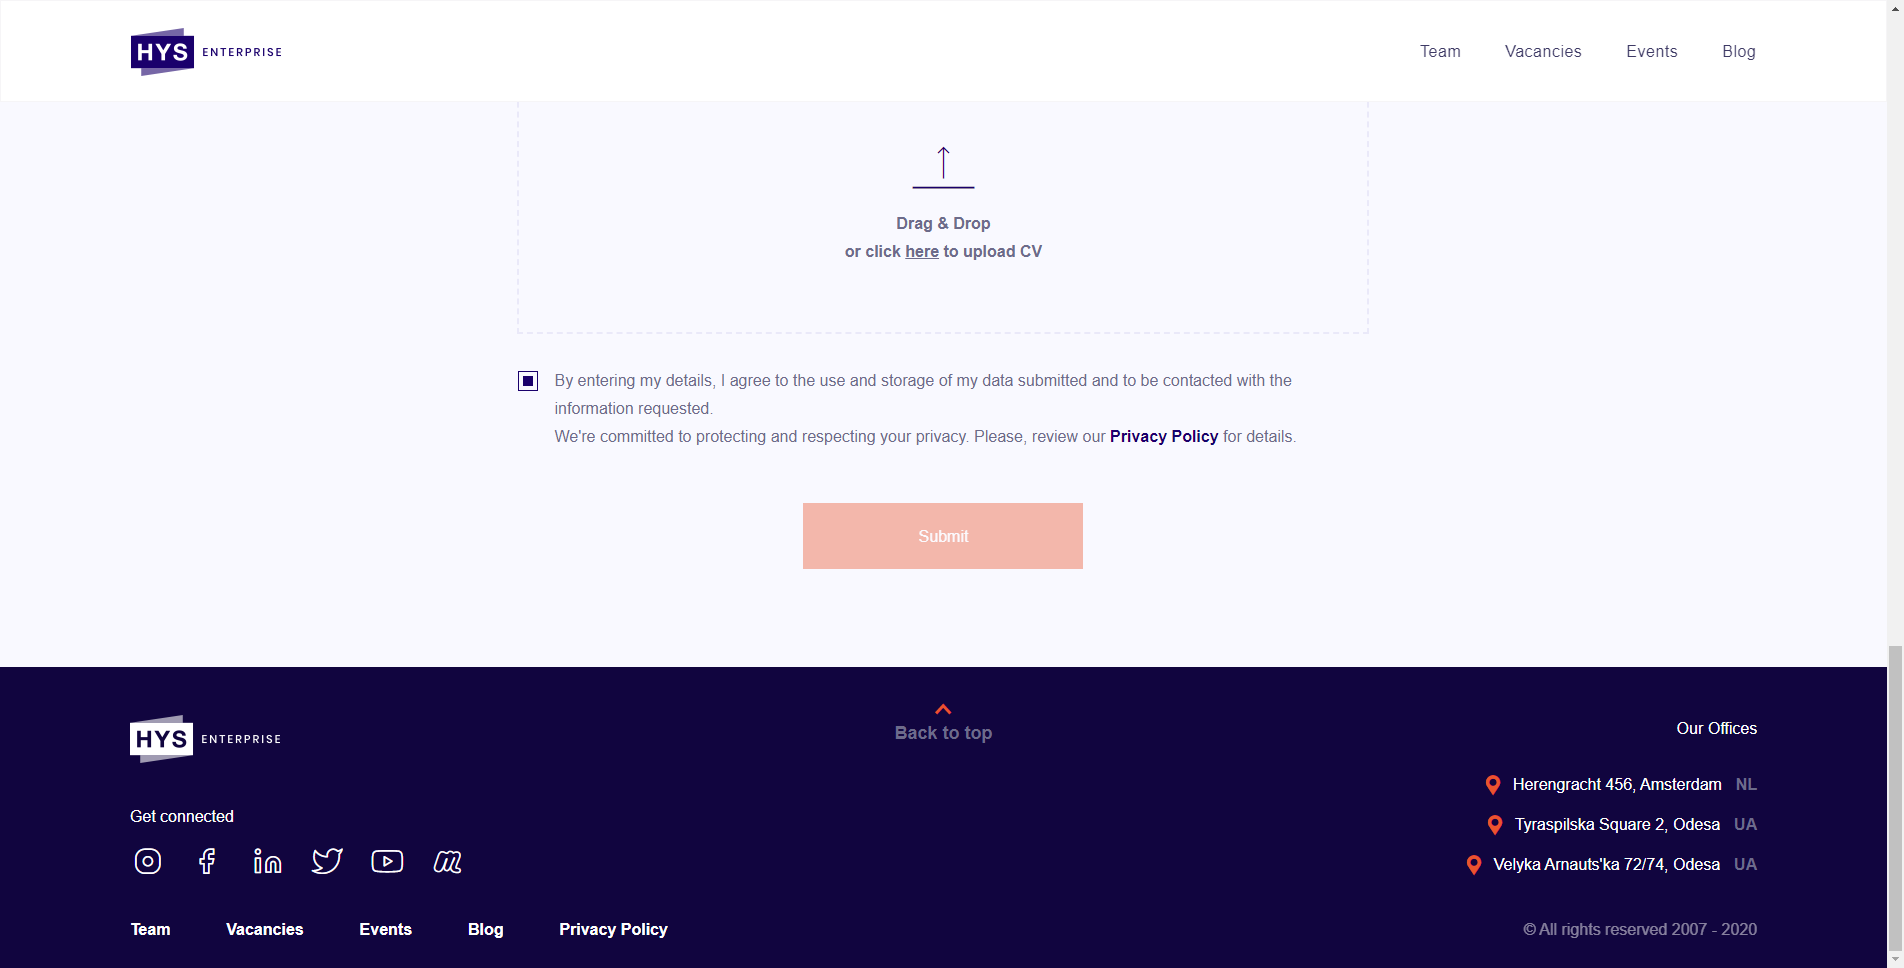 HYS ENTERPRISE
Team Vacancies Events Blog
Drag & Drop
or click here to upload CV
By entering my details, I agree to the use and storage of my data submitted and to be contacted with the
information requested.
We're committed to protecting and respecting your privacy. Please, review our Privacy Policy for details.
Submit
HYS ENTERPRISE
Back to top
Our Offices
Herengracht 456, Amsterdam NL
Tyraspilska Square 2, Odesa UA
Velyka Arnauts'ka 72/74, Odesa UA
Get connected
Team Vacancies Events Blog Privacy Policy
© All rights reserved 2007 - 2020